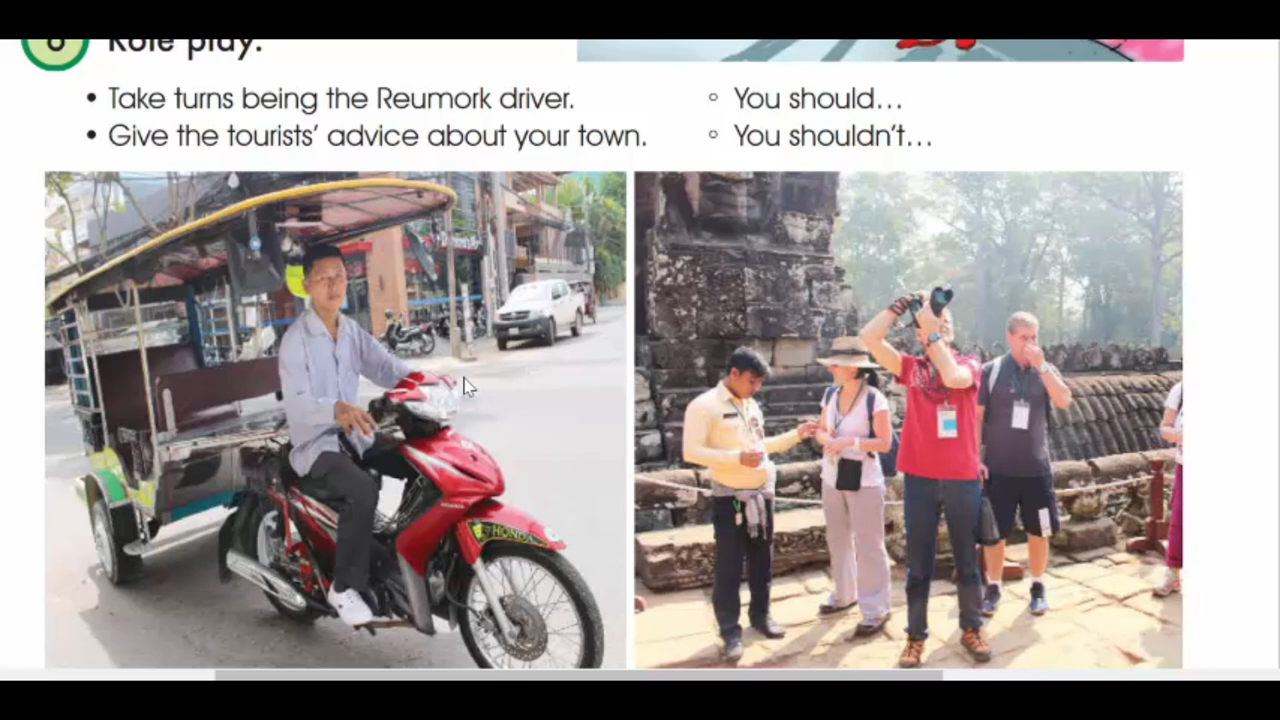 Role play.
• Take turns being the Reumork driver.
• Give the tourists’ advice about your town.
◦ You should…
◦ You shouldn’t…
HONDA